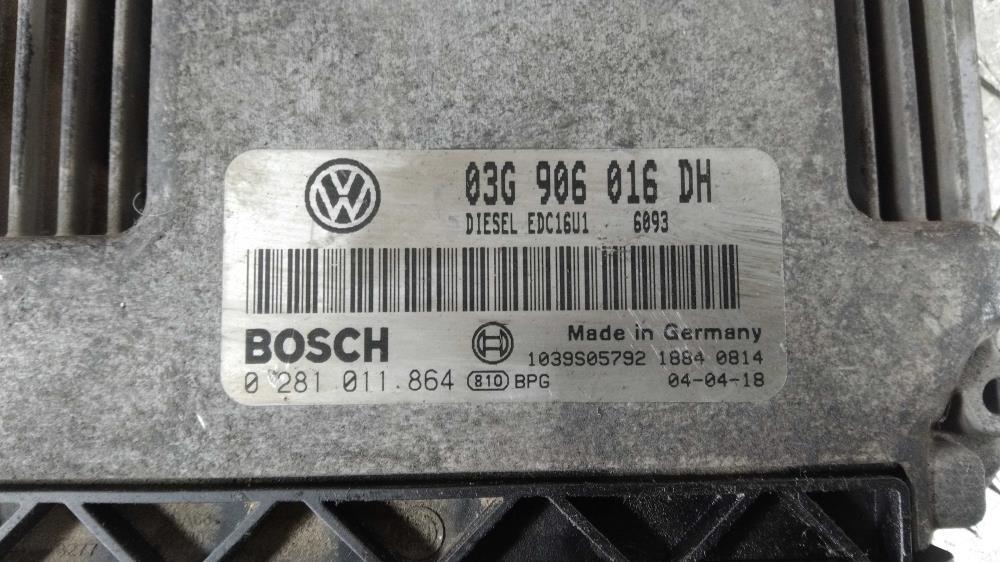 03G 906 016 DH
DIESEL EDC16U1 6093
BOSCH
Made in Germany
1039S05792 1884 0814
0 281 011 864 810 BPG 04-04-18